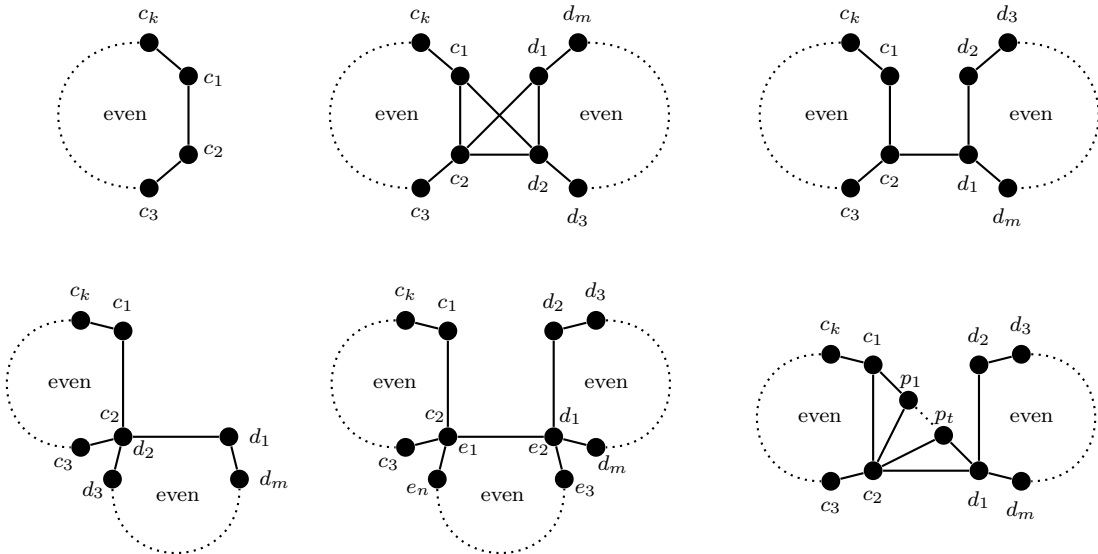 c_k
c_1
even
c_2
c_3
c_k
d_m
c_1
d_1
even
even
c_2
d_2
c_3
d_3
c_k
d_3
c_1
d_2
even
even
c_2
d_1
c_3
d_m
c_k
c_1
even
c_2
d_2
d_1
c_3
d_3
d_m
even
c_k
d_3
c_1
d_2
even
even
c_2
d_1
e_1
e_2
c_3
d_m
e_n
e_3
even
c_k
d_3
c_1
d_2
p_1
even
p_t
even
c_2
d_1
c_3
d_m